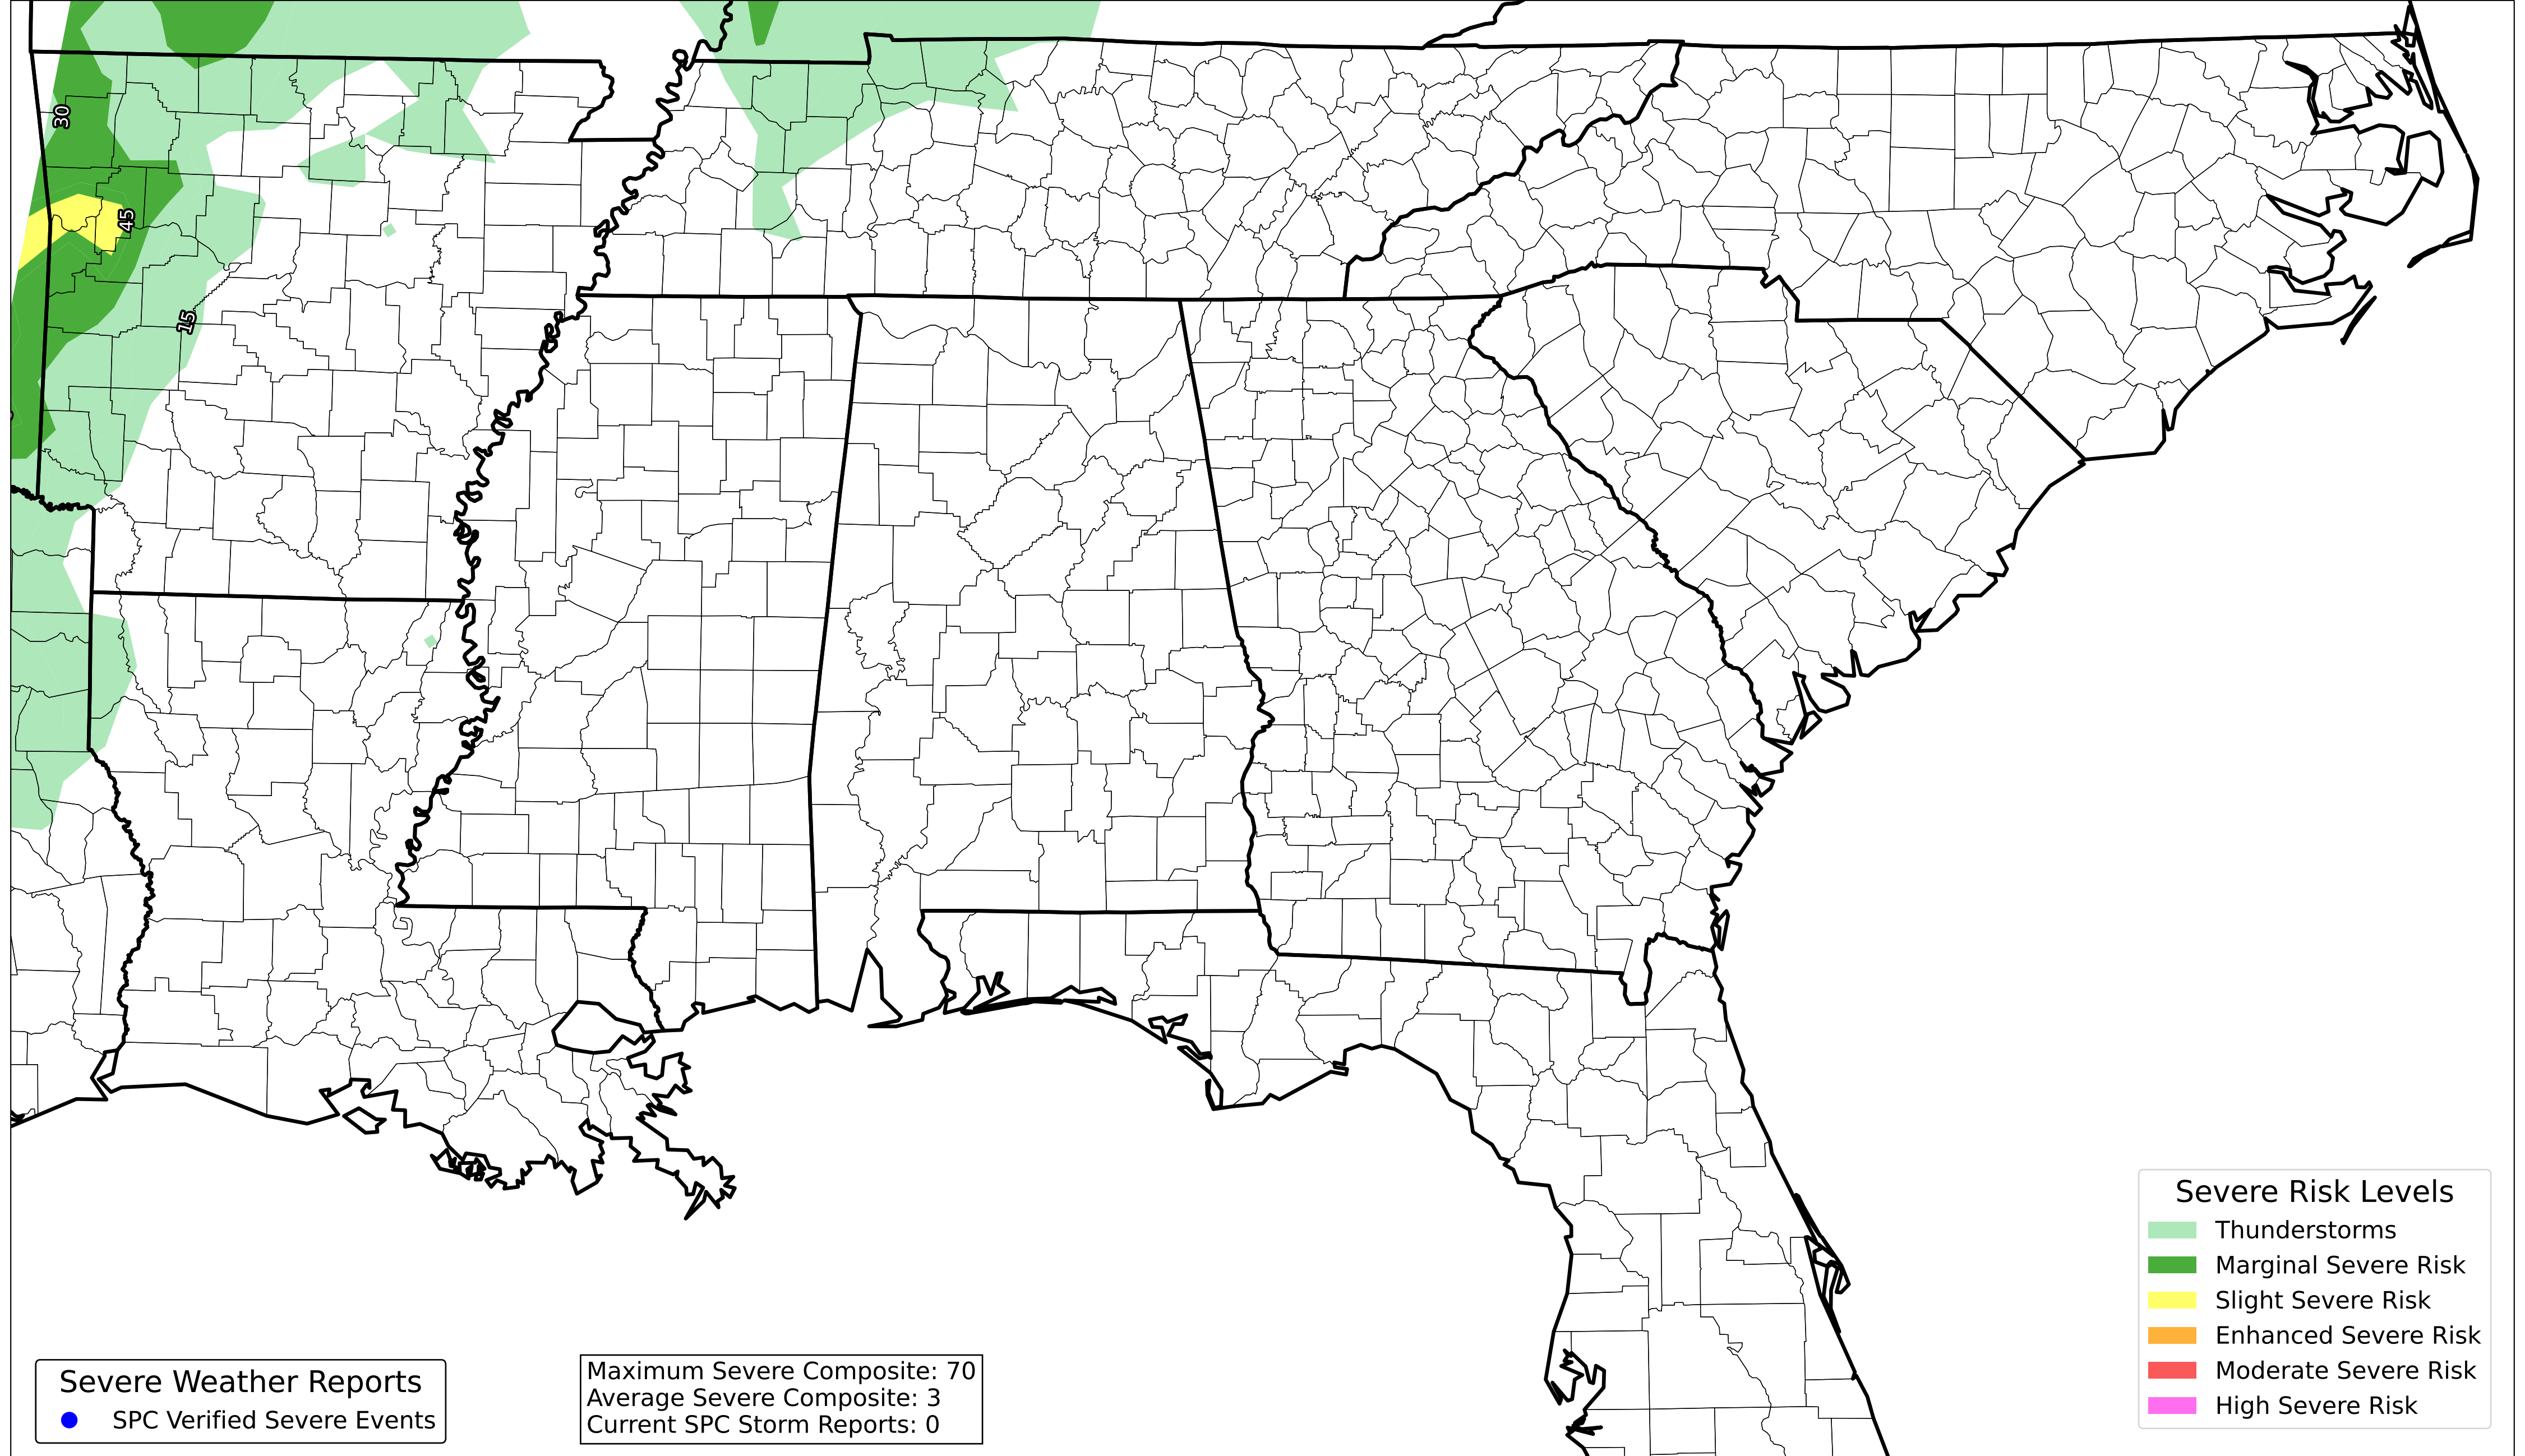 30
45
15
Severe Risk Levels
Thunderstorms
Marginal Severe Risk
Slight Severe Risk
Enhanced Severe Risk
Moderate Severe Risk
High Severe Risk
Severe Weather Reports
SPC Verified Severe Events
Maximum Severe Composite: 70
Average Severe Composite: 3
Current SPC Storm Reports: 0